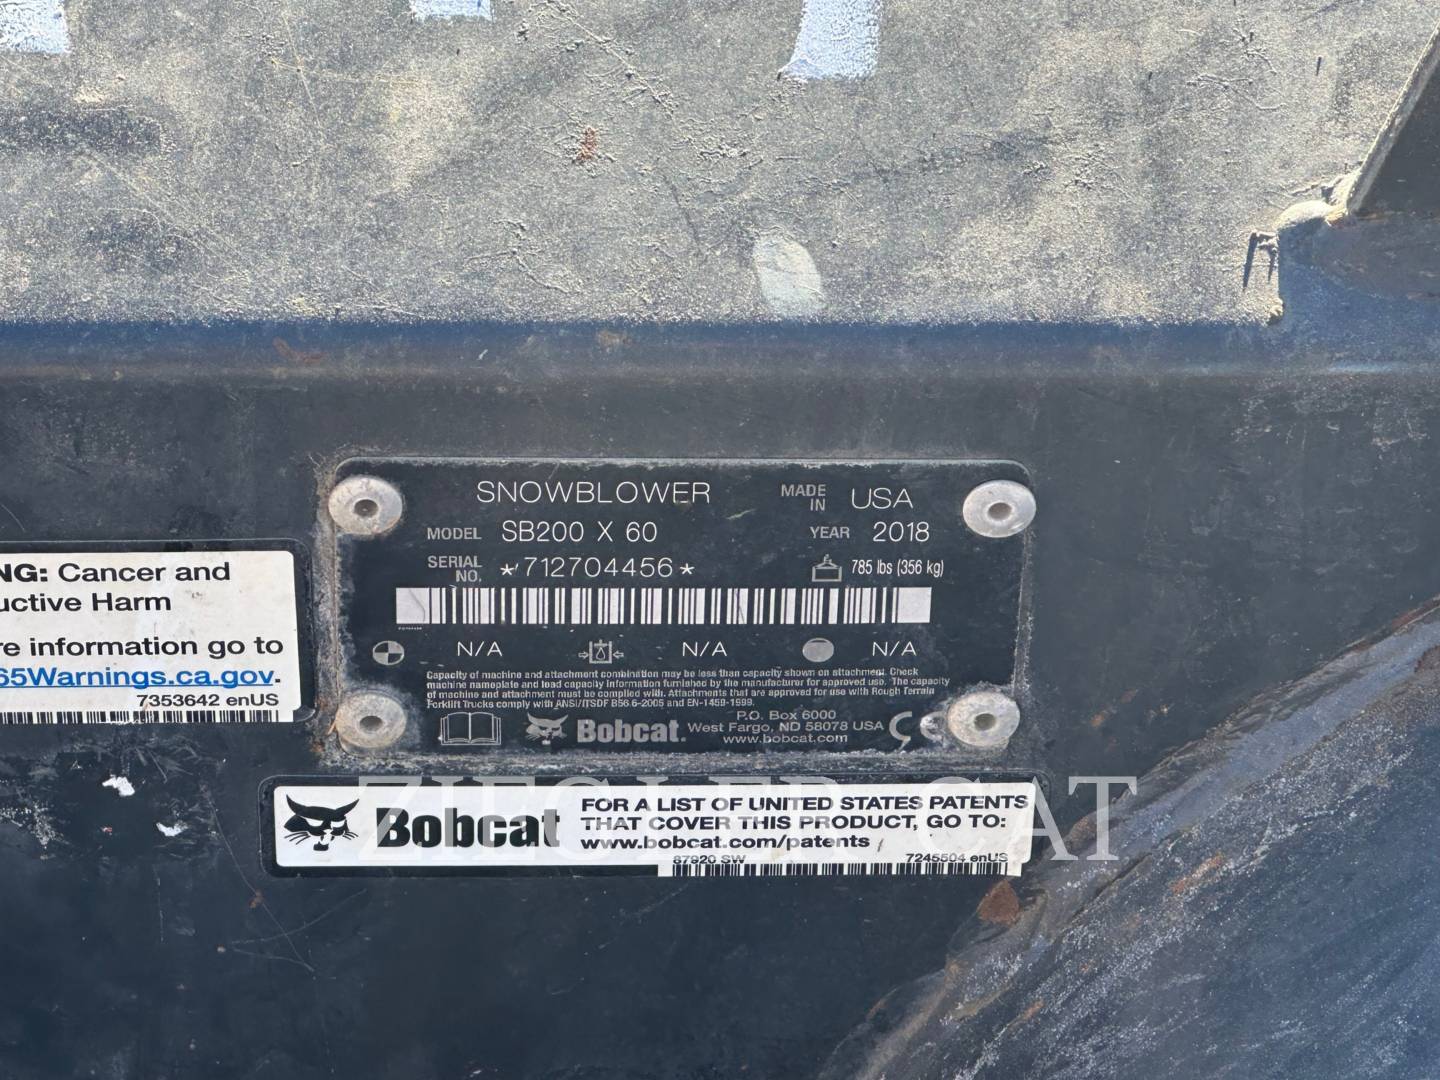 SNOWBLOWER
MADE IN USA
MODEL SB200 X 60
YEAR 2018
SERIAL NO. *712704456*
785 lbs (356 kg)
N/A N/A N/A
Capacity of machine and attachment combination may be less than capacity shown on attachment. Check
machine nameplate and load capacity information furnished by the manufacturer for approved use. The capacity
of machine and attachment must be complied with. Attachments that are approved for use with Rough Terrain
Forklift Trucks comply with ANSI/ITSDF B56.6-2005 and EN-1459-1999.
Bobcat.
P.O. Box 6000
West Fargo, ND 58078 USA
www.bobcat.com
CE
NG: Cancer and
uctive Harm
re information go to
65Warnings.ca.gov.
7353642 enUS
Bobcat
FOR A LIST OF UNITED STATES PATENTS
THAT COVER THIS PRODUCT, GO TO:
www.bobcat.com/patents
87920 SW 7245504 enUS
ZIEGLER CAT